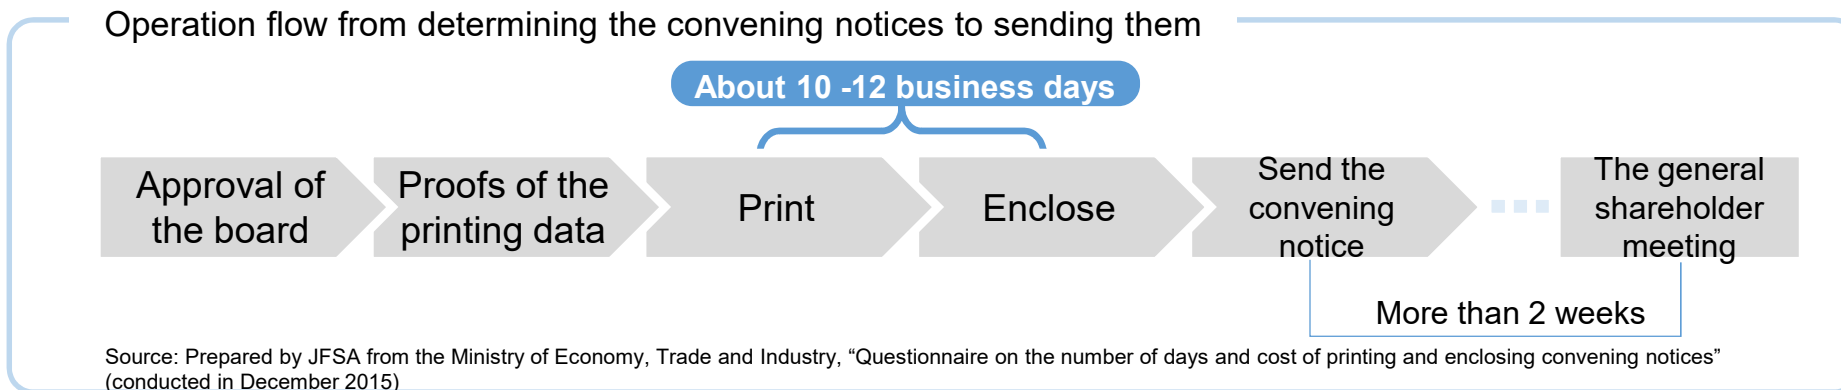 Operation flow from determining the convening notices to sending them
About 10 -12 business days
Approval of
the board
Proofs of the
printing data
Print
Enclose
Send the
convening
notice
The general
shareholder
meeting
More than 2 weeks
Source: Prepared by JFSA from the Ministry of Economy, Trade and Industry, “Questionnaire on the number of days and cost of printing and enclosing convening notices”
(conducted in December 2015)